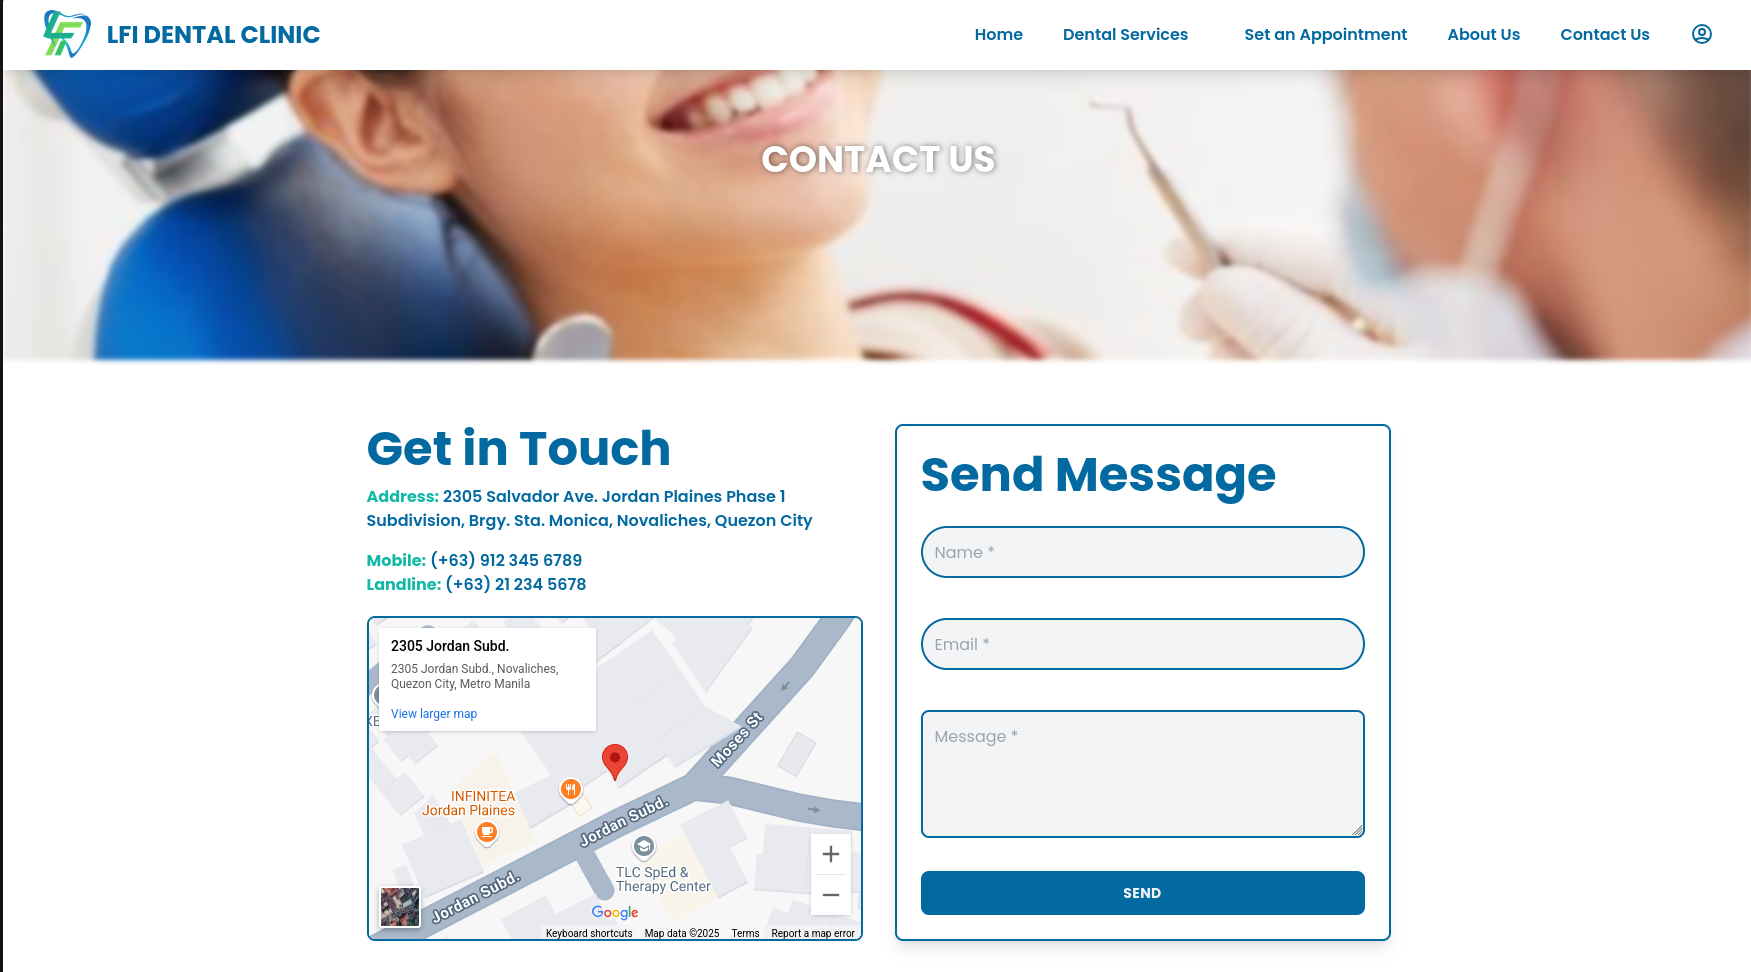 LFI DENTAL CLINIC
Home
Dental Services
Set an Appointment
About Us
Contact Us
CONTACT US
Get in Touch
Address: 2305 Salvador Ave. Jordan Plaines Phase 1
Subdivision, Brgy. Sta. Monica, Novaliches, Quezon City
Mobile: (+63) 912 345 6789
Landline: (+63) 21 234 5678
2305 Jordan Subd.
2305 Jordan Subd., Novaliches,
Quezon City, Metro Manila
View larger map
XE
Moses St
INFINITEA
Jordan Plaines
Jordan Subd.
TLC SpEd &
Therapy Center
Jordan Subd.
Google
Keyboard shortcuts
Map data ©2025
Terms
Report a map error
Send Message
Name *
Email *
Message *
SEND